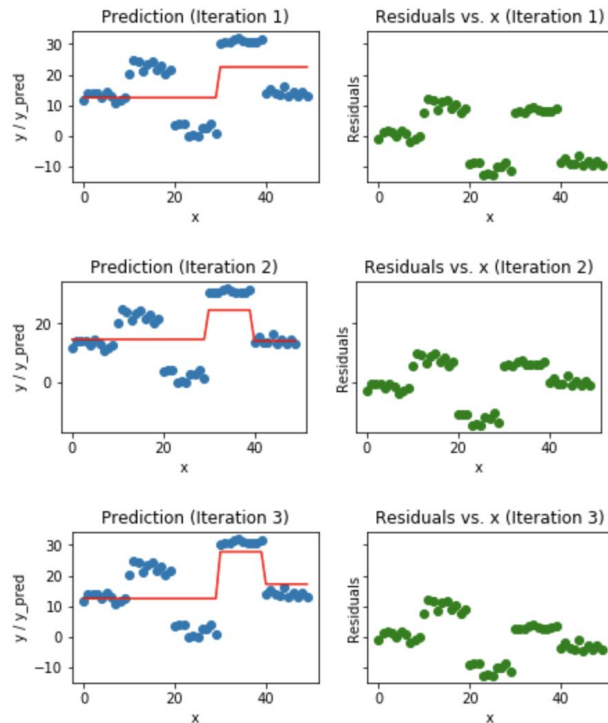 Prediction (Iteration 1)
Residuals vs. x (Iteration 1)
30
20
10
0
−10
y / y_pred
Residuals
0
20
40
x
0
20
40
x
Prediction (Iteration 2)
Residuals vs. x (Iteration 2)
20
0
y / y_pred
Residuals
0
20
40
x
0
20
40
x
Prediction (Iteration 3)
Residuals vs. x (Iteration 3)
30
20
10
0
−10
y / y_pred
Residuals
0
20
40
x
0
20
40
x